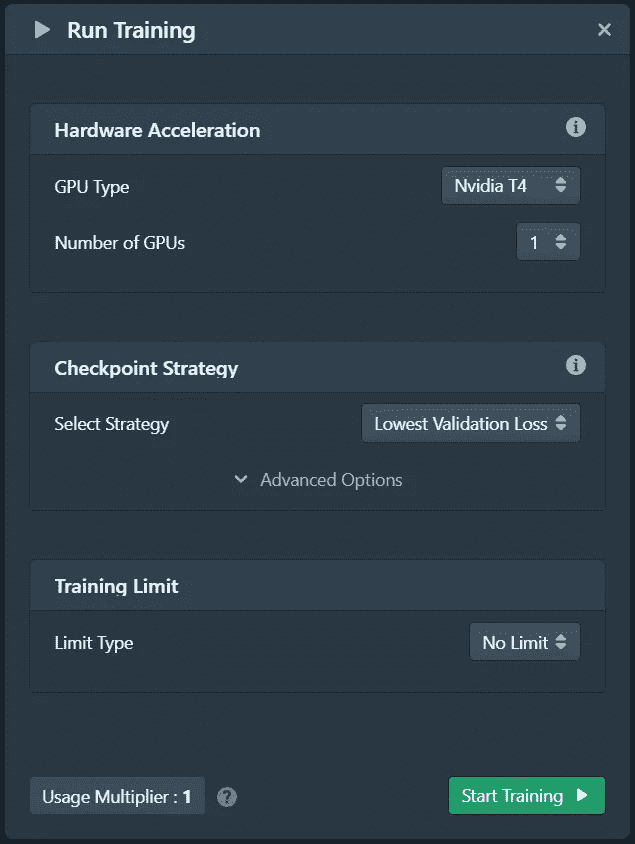 Run Training
Hardware Acceleration
GPU Type Nvidia T4
Number of GPUs 1
Checkpoint Strategy
Select Strategy Lowest Validation Loss
Advanced Options
Training Limit
Limit Type No Limit
Usage Multiplier : 1 ? Start Training